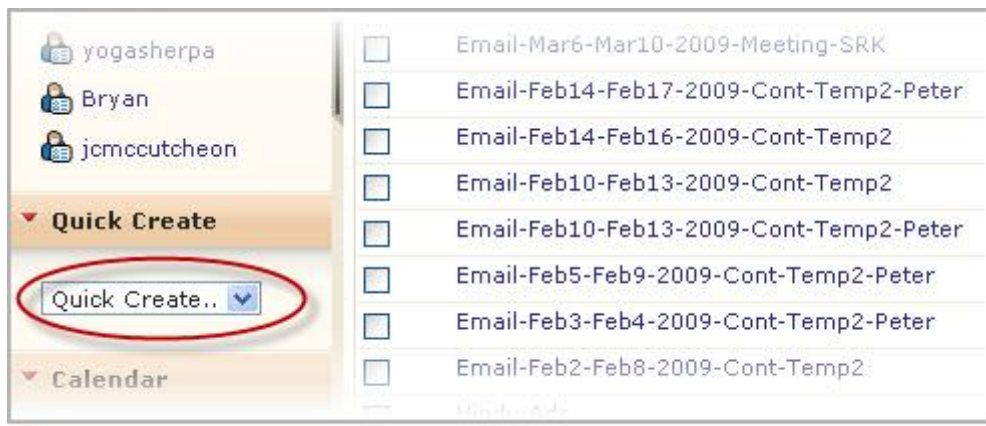 yogasherpa
Bryan
jcmccutcheon
Quick Create
Quick Create..
Calendar
Email-Mar6-Mar10-2009-Meeting-SRK
Email-Feb14-Feb17-2009-Cont-Temp2-Peter
Email-Feb14-Feb16-2009-Cont-Temp2
Email-Feb10-Feb13-2009-Cont-Temp2
Email-Feb10-Feb13-2009-Cont-Temp2-Peter
Email-Feb5-Feb9-2009-Cont-Temp2-Peter
Email-Feb3-Feb4-2009-Cont-Temp2-Peter
Email-Feb2-Feb8-2009-Cont-Temp2